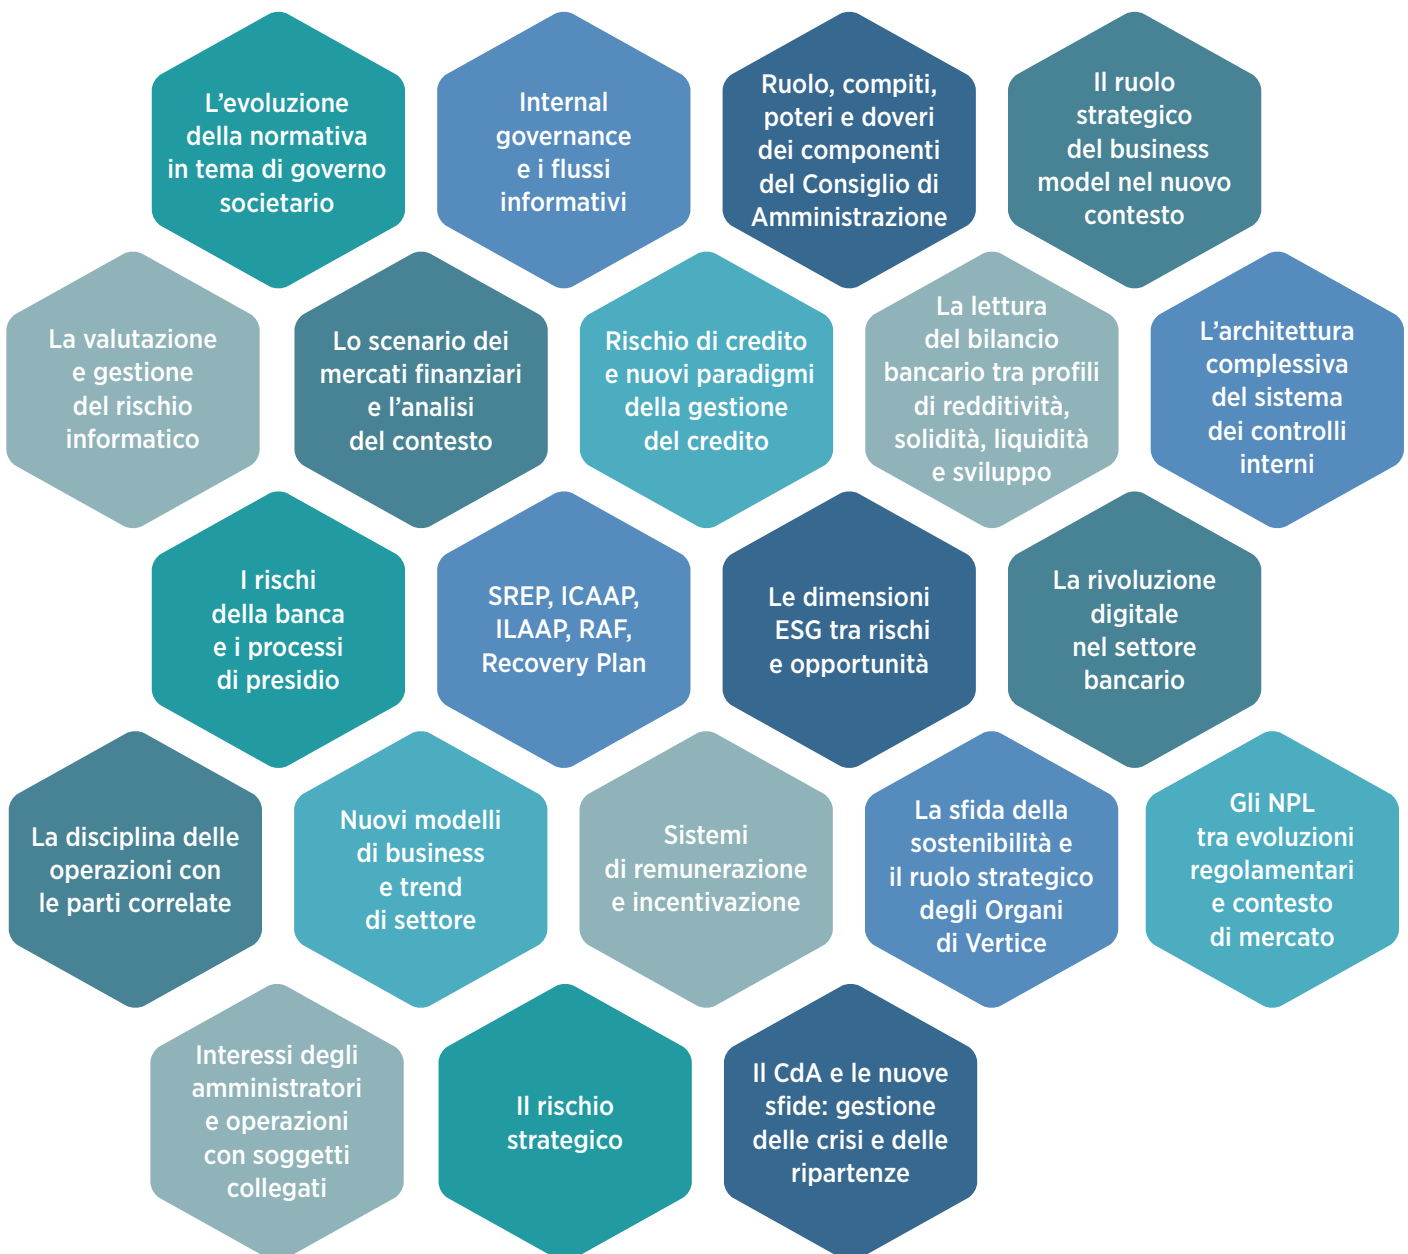 L'evoluzione
della normativa
in tema di governo
societario
Internal
governance
e i flussi
informativi
Ruolo, compiti,
poteri e doveri
dei componenti
del Consiglio di
Amministrazione
Il ruolo
strategico
del business
model nel nuovo
contesto
La valutazione
e gestione
del rischio
informatico
Lo scenario dei
mercati finanziari
e l'analisi
del contesto
Rischio di credito
e nuovi paradigmi
della gestione
del credito
La lettura
del bilancio
bancario tra profili
di redditività,
solidità, liquidità
e sviluppo
L'architettura
complessiva
del sistema
dei controlli
interni
I rischi
della banca
e i processi
di presidio
SREP, ICAAP,
ILAAP, RAF,
Recovery Plan
Le dimensioni
ESG tra rischi
e opportunità
La rivoluzione
digitale
nel settore
bancario
La disciplina delle
operazioni con
le parti correlate
Nuovi modelli
di business
e trend
di settore
Sistemi
di remunerazione
e incentivazione
La sfida della
sostenibilità e
il ruolo strategico
degli Organi
di Vertice
Gli NPL
tra evoluzioni
regolamentari
e contesto
di mercato
Interessi degli
amministratori
e operazioni
con soggetti
collegati
Il rischio
strategico
Il CdA e le nuove
sfide: gestione
delle crisi e delle
ripartenze